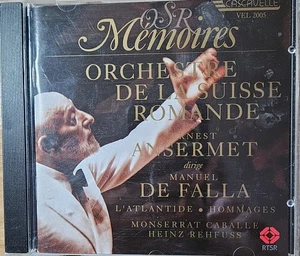 CASCAVELLE
VEL 2005
OSR
Mémoires
ORCHESTRE
DE LA SUISSE
ROMANDE
ERNEST
ANSERMET
dirige
MANUEL
DE FALLA
L'ATLANTIDE • HOMMAGES
MONSERRAT CABALLE
HEINZ REHFUSS
RTSR